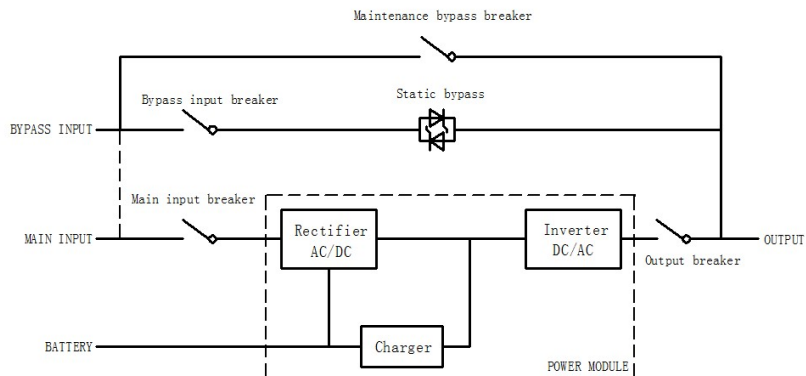 Maintenance bypass breaker
Bypass input breaker
Static bypass
BYPASS INPUT
Main input breaker
MAIN INPUT
Rectifier
AC/DC
Inverter
DC/AC
OUTPUT
Output breaker
BATTERY
Charger
POWER MODULE